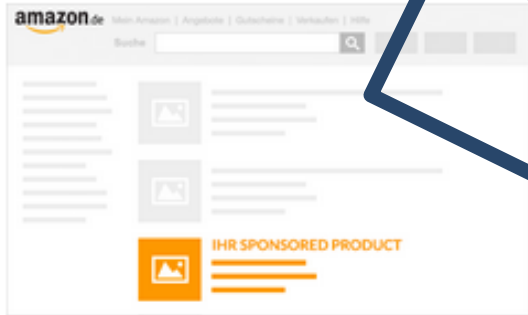 amazon.de Mein Amazon | Angebote | Gutscheine | Verkaufen | Hilfe
Suche
IHR SPONSORED PRODUCT